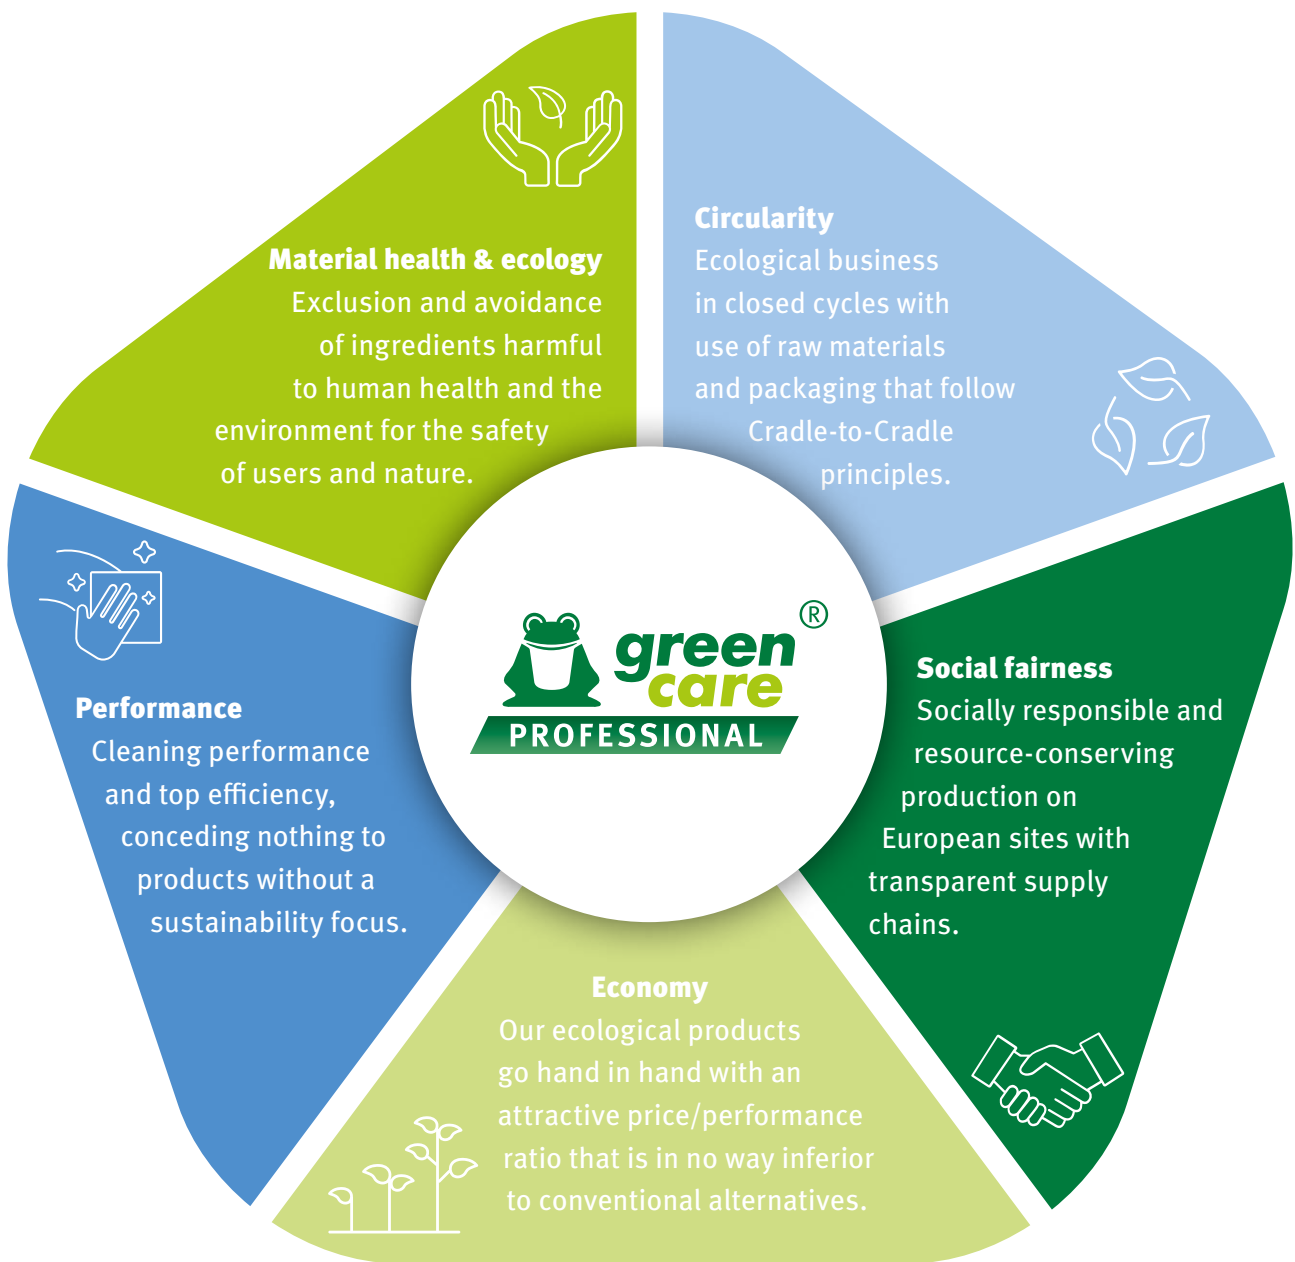 Material health & ecology
Exclusion and avoidance
of ingredients harmful
to human health and the
environment for the safety
of users and nature.
Circularity
Ecological business
in closed cycles with
use of raw materials
and packaging that follow
Cradle-to-Cradle
principles.
Social fairness
Socially responsible and
resource-conserving
production on
European sites with
transparent supply
chains.
Economy
Our ecological products
go hand in hand with an
attractive price/performance
ratio that is in no way inferior
to conventional alternatives.
Performance
Cleaning performance
and top efficiency,
conceding nothing to
products without a
sustainability focus.
green ®
care
PROFESSIONAL